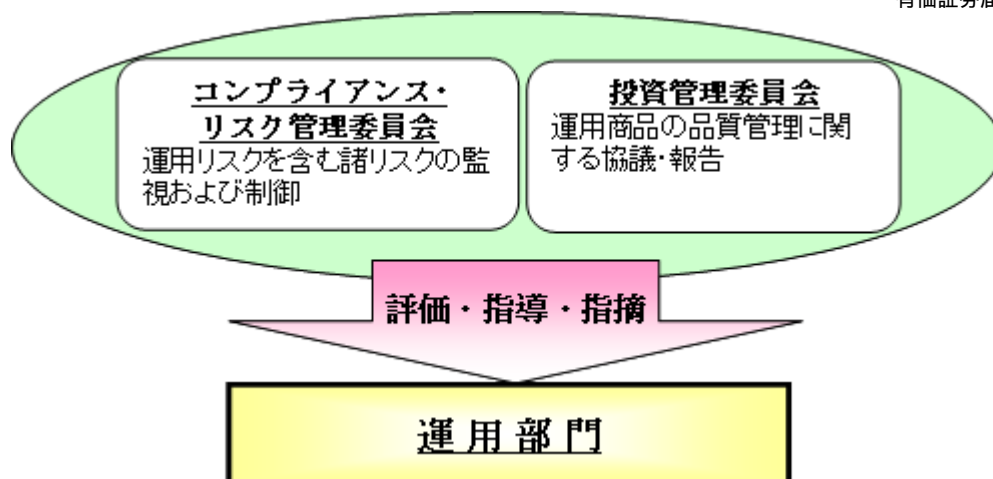 コンプライアンス・
リスク管理委員会
運用リスクを含む諸リスクの監
視および制御
投資管理委員会
運用商品の品質管理に関
する協議・報告
評価・指導・指摘
運用部門